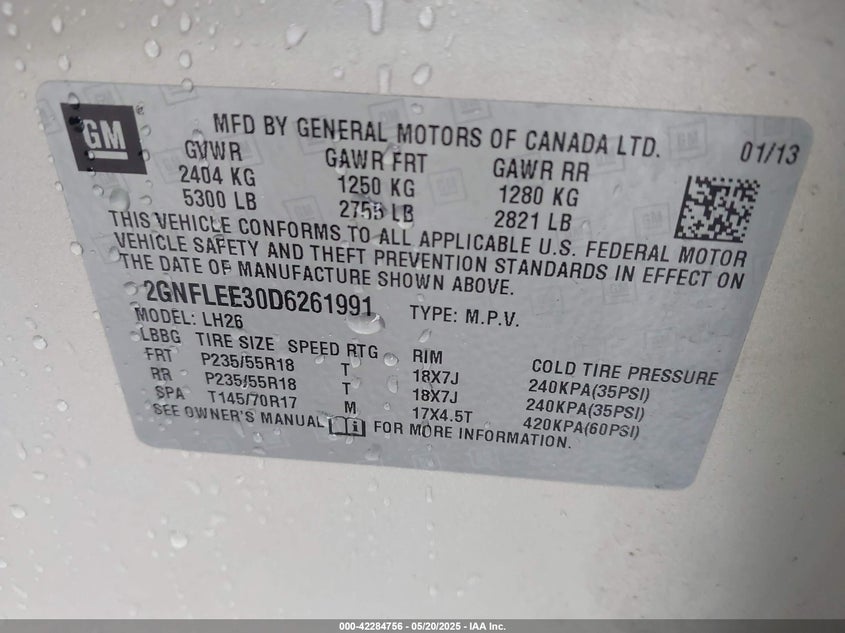 GM
MFD BY GENERAL MOTORS OF CANADA LTD. 01/13
GVWR GAWR FRT GAWR RR
2404 KG 1250 KG 1280 KG
5300 LB 2755 LB 2821 LB
THIS VEHICLE CONFORMS TO ALL APPLICABLE U.S. FEDERAL MOTOR
VEHICLE SAFETY AND THEFT PREVENTION STANDARDS IN EFFECT ON
THE DATE OF MANUFACTURE SHOWN ABOVE.
2GNFLEE30D6261991 TYPE: M.P.V.
MODEL: LH26
LBBG TIRE SIZE SPEED RTG RIM COLD TIRE PRESSURE
FRT P235/55R18 T 18X7J 240KPA(35PSI)
RR P235/55R18 T 18X7J 240KPA(35PSI)
SPA T145/70R17 M 17X4.5T 420KPA(60PSI)
SEE OWNER'S MANUAL FOR MORE INFORMATION.
000-42284756 - 05/20/2025 - IAA Inc.